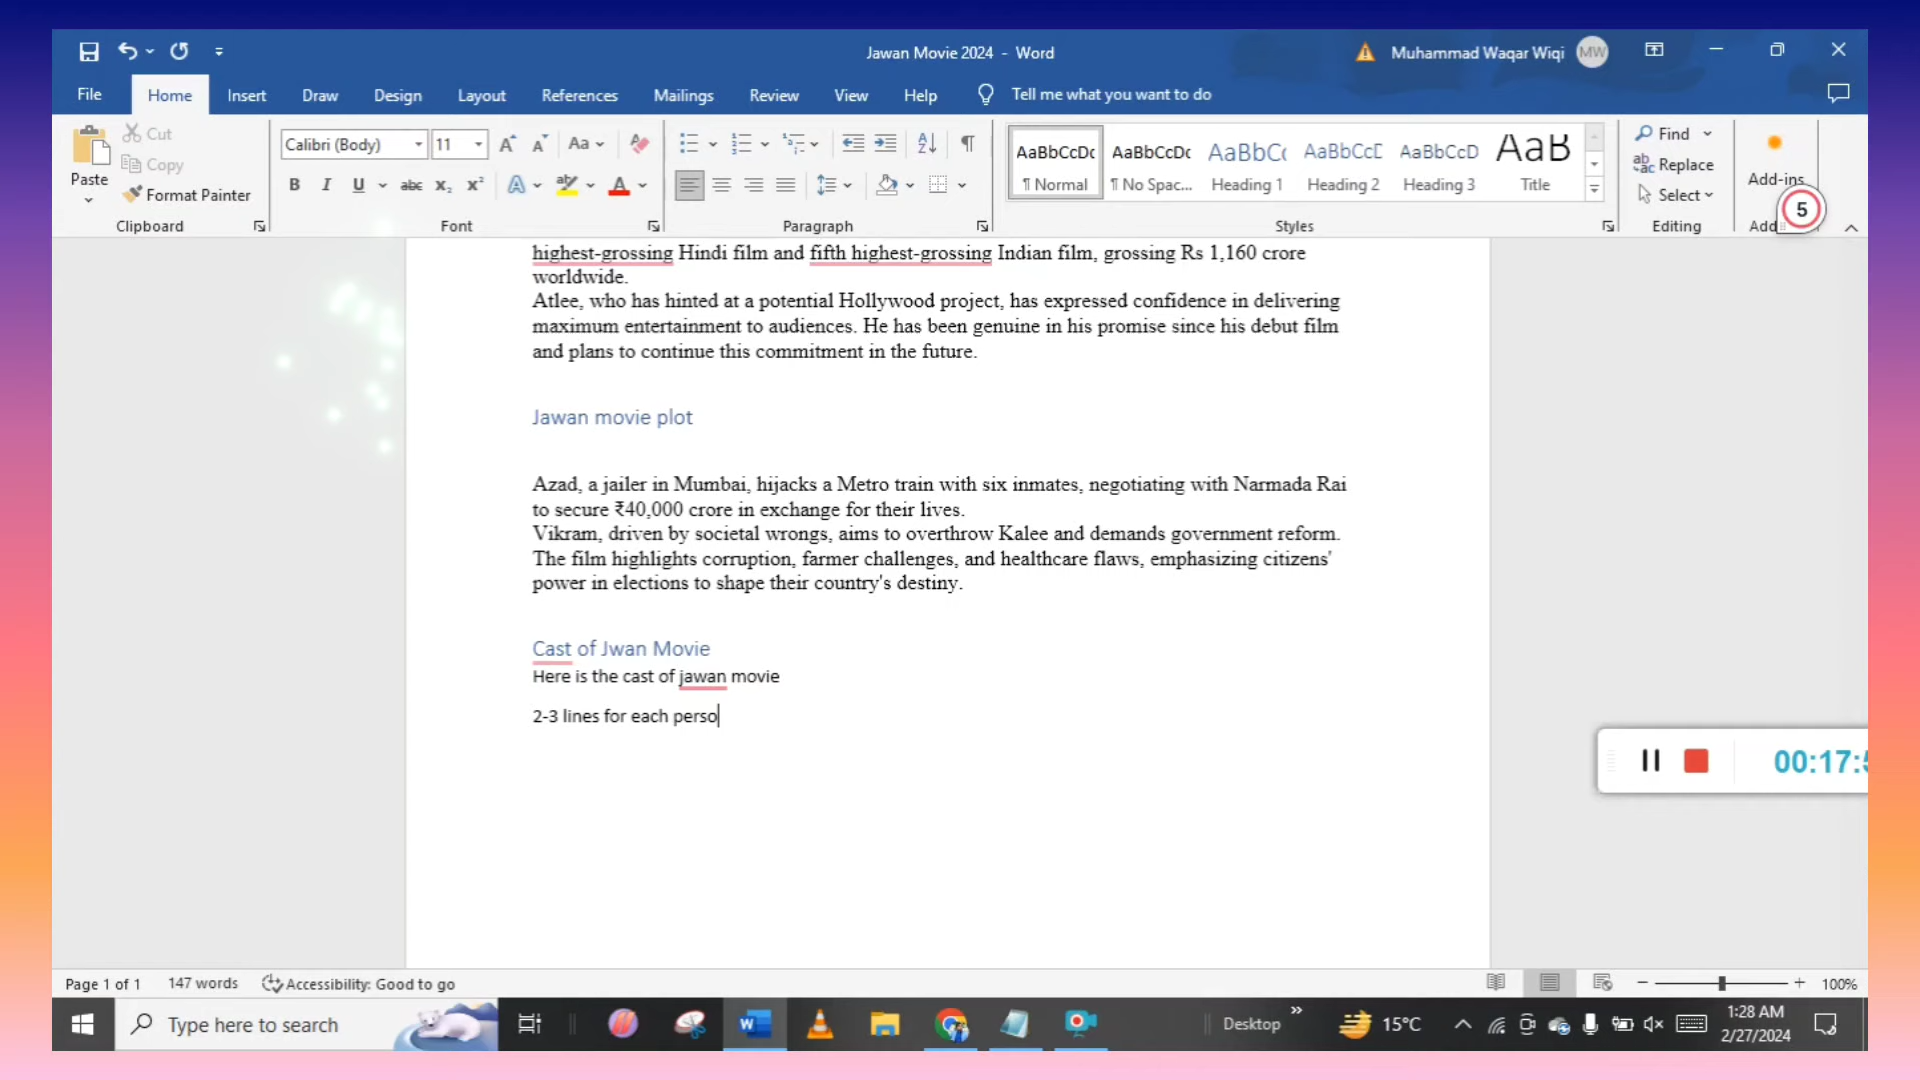 Jawan Movie 2024 - Word
Muhammad Waqar Wiqi MW
File Home Insert Draw Design Layout References Mailings Review View Help Tell me what you want to do
Paste
Cut
Copy
Format Painter
Clipboard
Calibri (Body) 11
Font
Paragraph
AaBbCcDc AaBbCcDc AaBbCc AaBbCcD AaBbCcD AaB
¶ Normal ¶ No Spac... Heading 1 Heading 2 Heading 3 Title
Styles
Find
Replace
Select
Editing
Add-ins
5
Add
highest-grossing Hindi film and fifth highest-grossing Indian film, grossing Rs 1,160 crore
worldwide.
Atlee, who has hinted at a potential Hollywood project, has expressed confidence in delivering
maximum entertainment to audiences. He has been genuine in his promise since his debut film
and plans to continue this commitment in the future.
Jawan movie plot
Azad, a jailer in Mumbai, hijacks a Metro train with six inmates, negotiating with Narmada Rai
to secure ₹40,000 crore in exchange for their lives.
Vikram, driven by societal wrongs, aims to overthrow Kalee and demands government reform.
The film highlights corruption, farmer challenges, and healthcare flaws, emphasizing citizens'
power in elections to shape their country's destiny.
Cast of Jwan Movie
Here is the cast of jawan movie
2-3 lines for each perso
00:17:5
Page 1 of 1 147 words Accessibility: Good to go 100%
Type here to search
Desktop
15°C
1:28 AM
2/27/2024